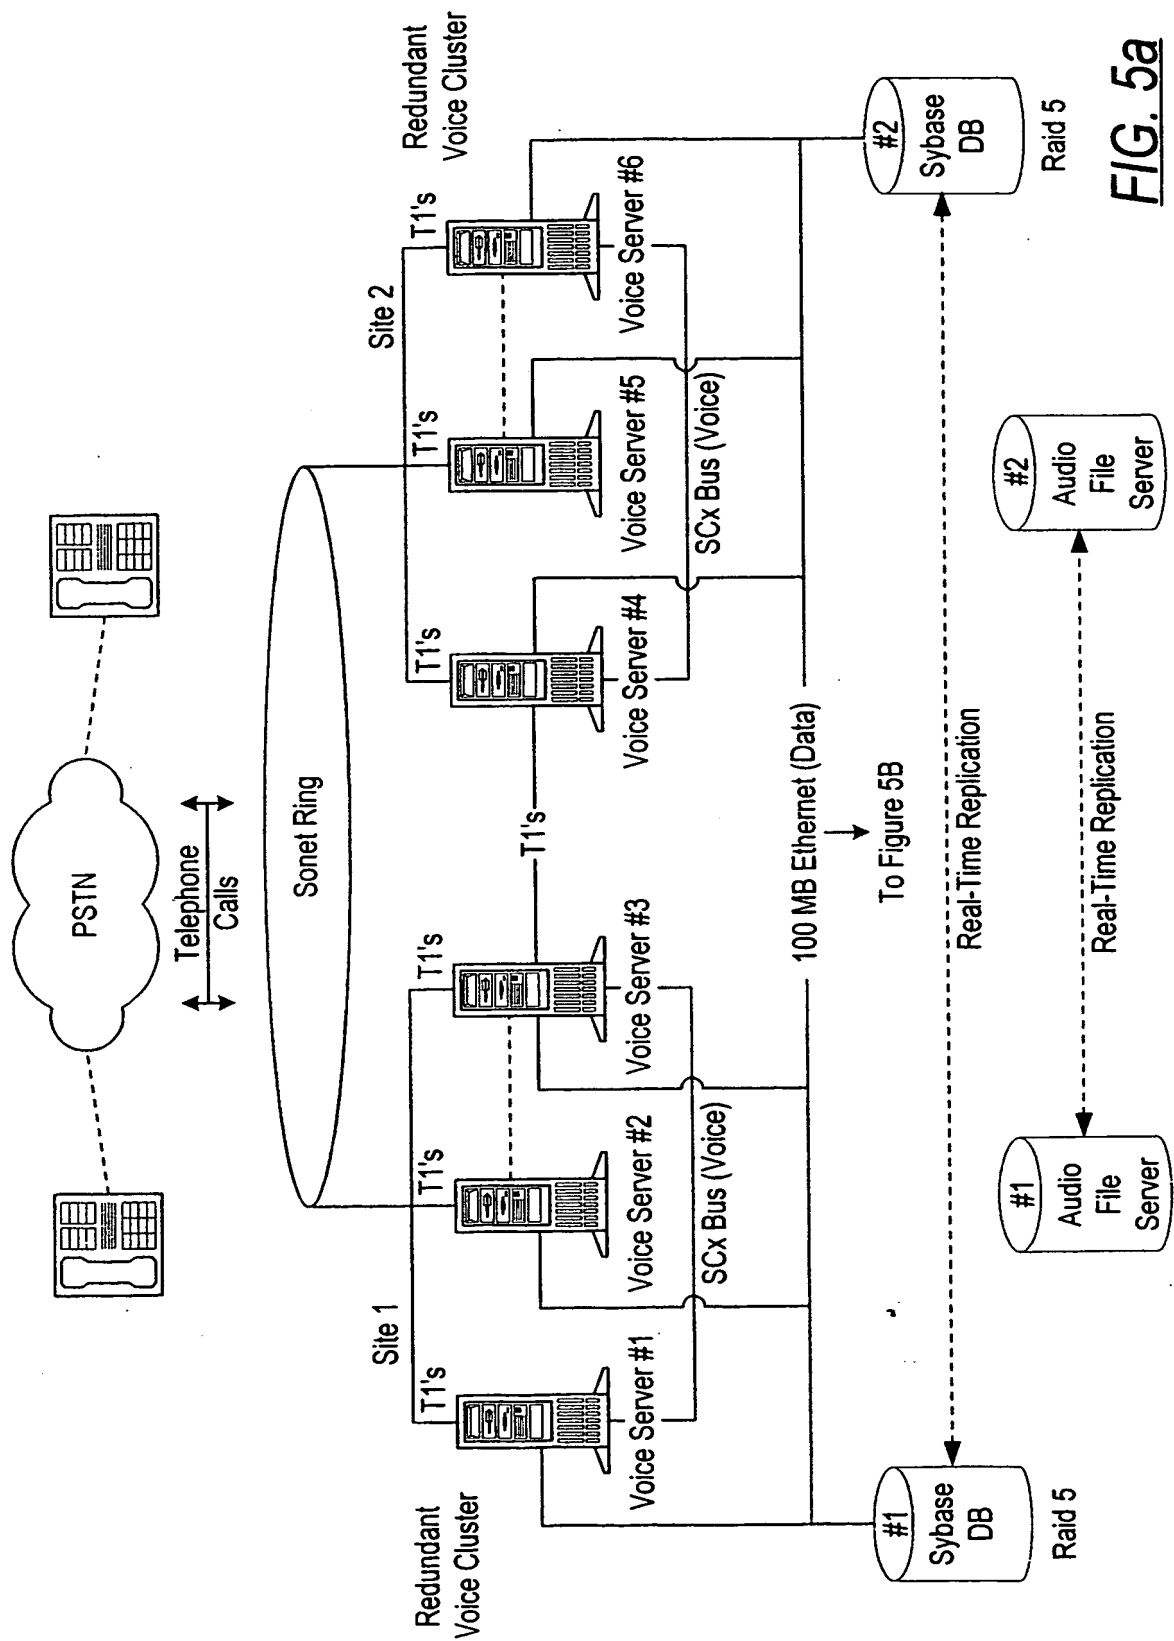 PSTN
Telephone
Calls
Sonet Ring
Redundant
Voice Cluster
Site 1
Site 2
Redundant
Voice Cluster
T1's
T1's
T1's
T1's
T1's
T1's
T1's
Voice Server #1
Voice Server #2
Voice Server #3
Voice Server #4
Voice Server #5
Voice Server #6
SCx Bus (Voice)
SCx Bus (Voice)
100 MB Ethernet (Data)
To Figure 5B
#1
Sybase
DB
Raid 5
Real-Time Replication
#2
Sybase
DB
Raid 5
#1
Audio
File
Server
Real-Time Replication
#2
Audio
File
Server
FIG. 5a